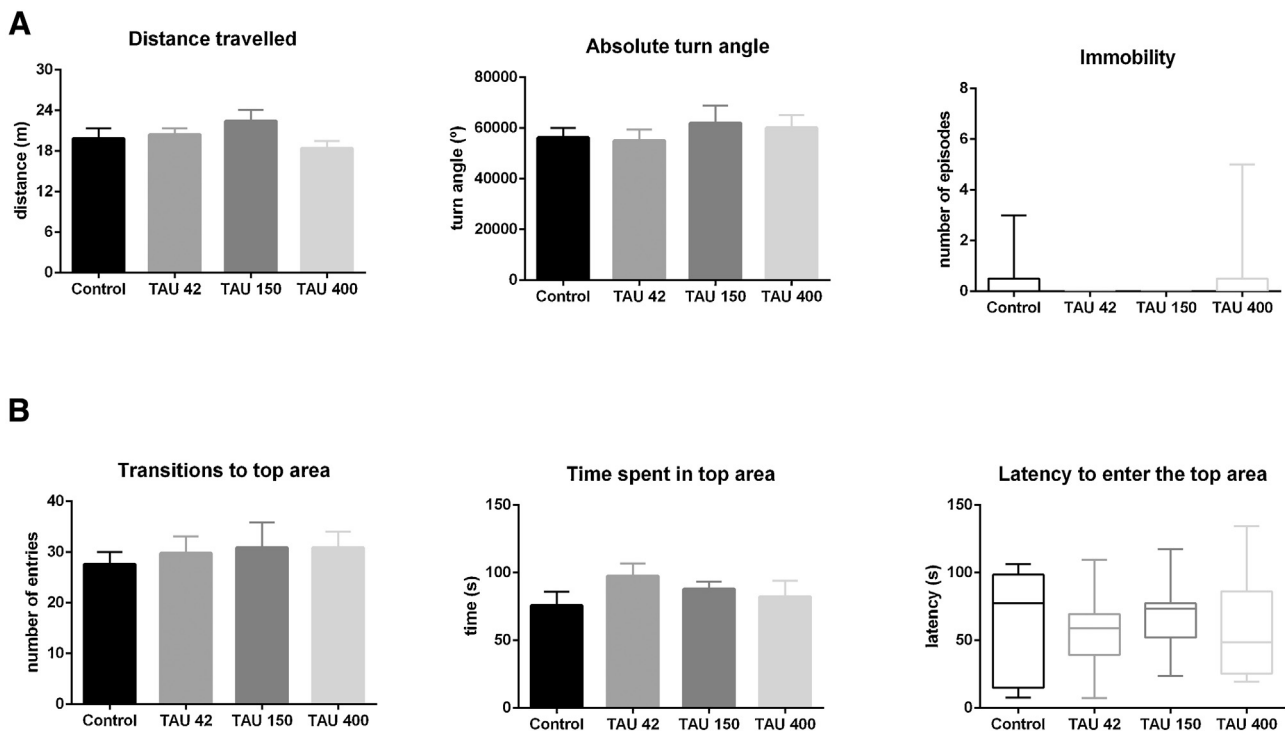 A
Distance travelled
30
24
18
12
6
0
distance (m)
Control TAU 42 TAU 150 TAU 400
Absolute turn angle
80000
60000
40000
20000
0
turn angle (°)
Control TAU 42 TAU 150 TAU 400
Immobility
8
6
4
2
0
number of episodes
Control TAU 42 TAU 150 TAU 400
B
Transitions to top area
40
30
20
10
0
number of entries
Control TAU 42 TAU 150 TAU 400
Time spent in top area
150
100
50
0
time (s)
Control TAU 42 TAU 150 TAU 400
Latency to enter the top area
150
100
50
0
latency (s)
Control TAU 42 TAU 150 TAU 400